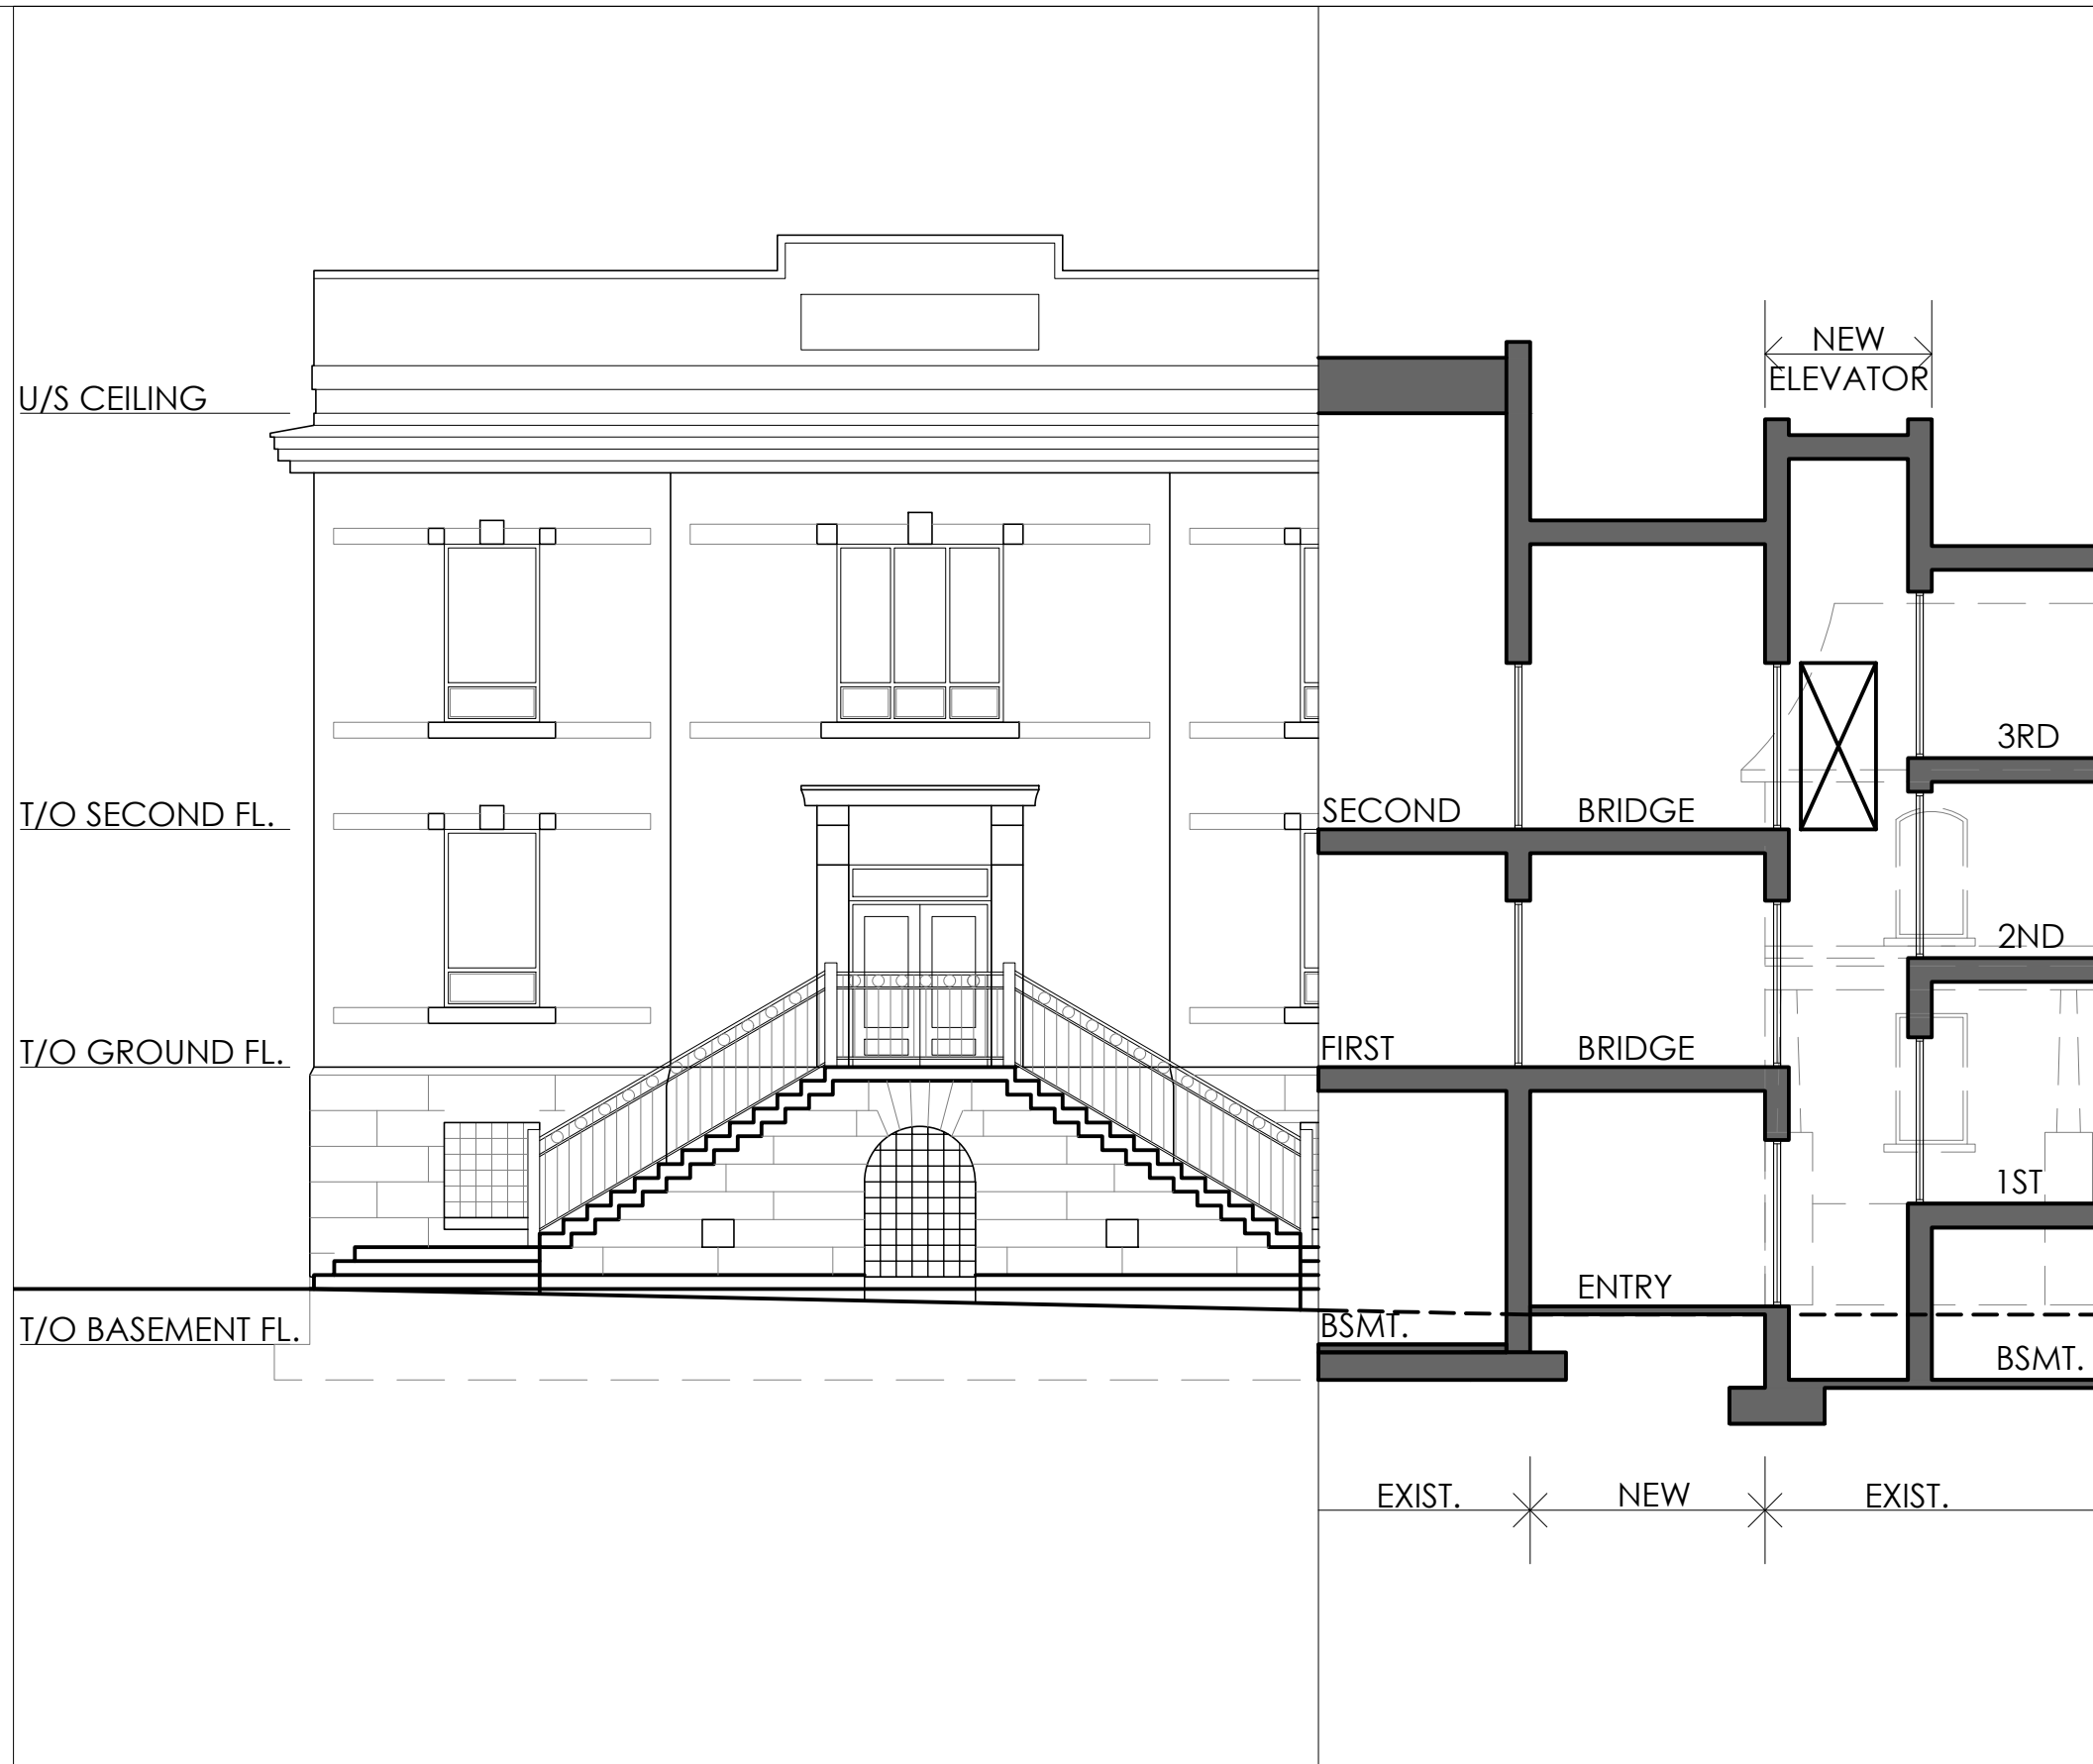 NEW
ELEVATOR
U/S CEILING
3RD
T/O SECOND FL.
SECOND
BRIDGE
2ND
T/O GROUND FL.
FIRST
BRIDGE
1ST
ENTRY
T/O BASEMENT FL.
BSMT.
BSMT.
EXIST.
NEW
EXIST.